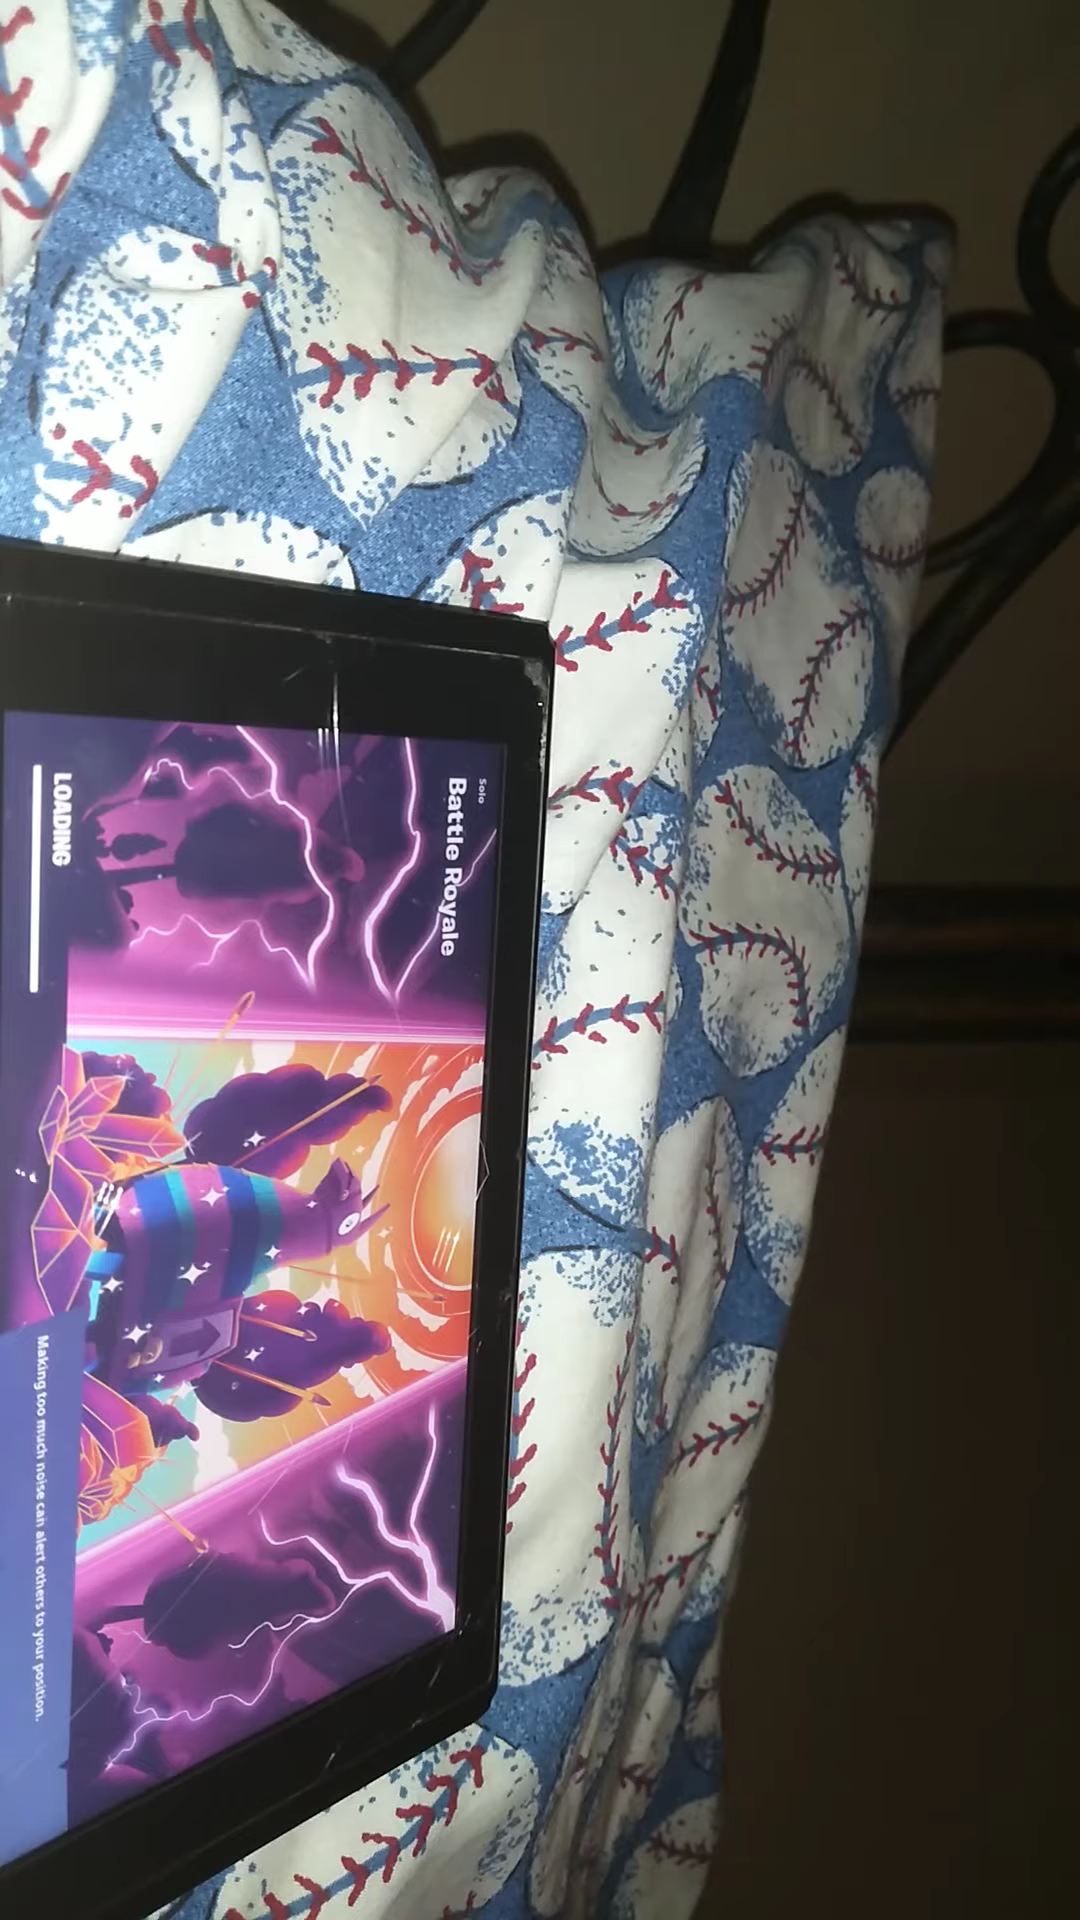 Solo
Battle Royale
LOADING
Making too much noise can alert others to your position.